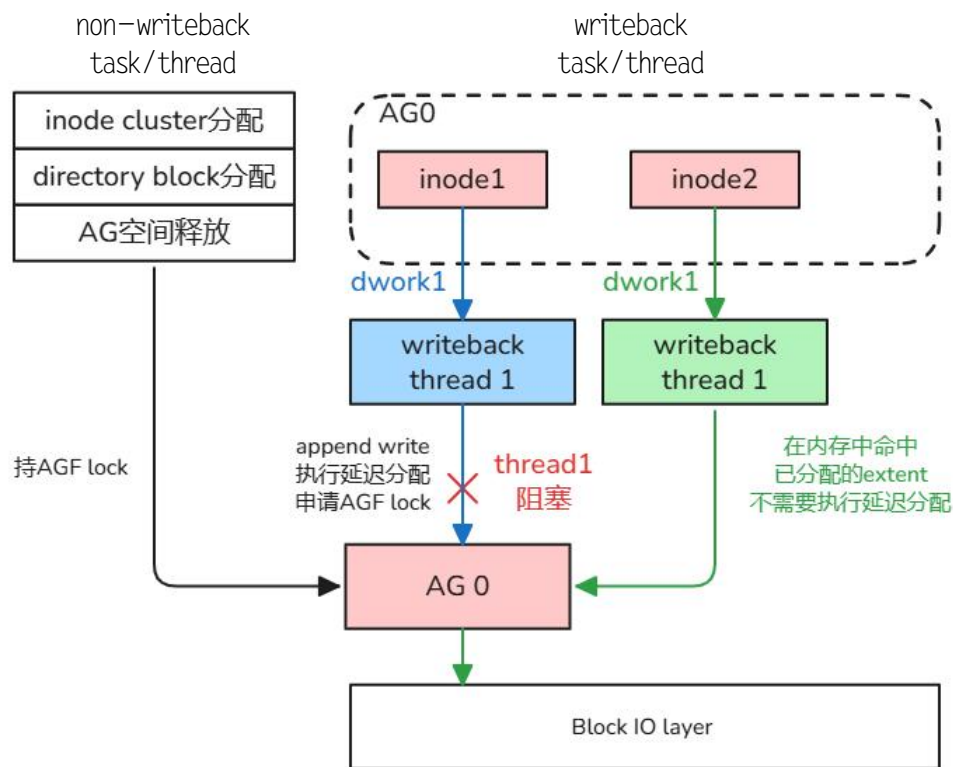 non-writeback
task/thread
writeback
task/thread
inode cluster分配
directory block分配
AG空间释放
AG0
inode1
inode2
dwork1
dwork1
writeback
thread 1
writeback
thread 1
持AGF lock
append write
执行延迟分配
申请AGF lock
thread1
阻塞
在内存中命中
已分配的extent
不需要执行延迟分配
AG 0
Block IO layer